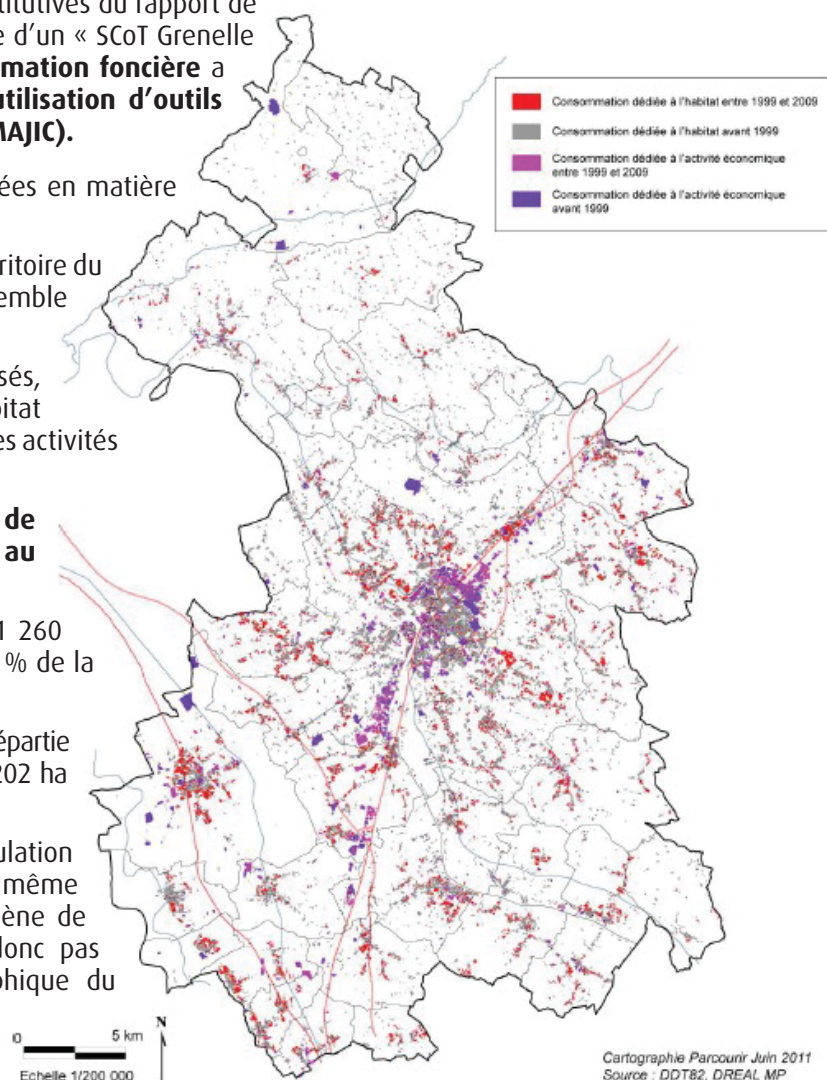 titutives du rapport de
e d'un « SCoT Grenelle
mation foncière a
utilisation d'outils
MAJIC).
ées en matière
ritoire du
emble
sés,
bitat
es activités
de
au
1 260
% de la
épartie
202 ha
ulation
même
ène de
donc pas
phique du
Consommation dédiée à l'habitat entre 1999 et 2009
Consommation dédiée à l'habitat avant 1999
Consommation dédiée à l'activité économique
entre 1999 et 2009
Consommation dédiée à l'activité économique
avant 1999
0 5 km
N
Echelle 1/200 000
Cartographie Parcourir Juin 2011
Source : DDT82, DREAL MP